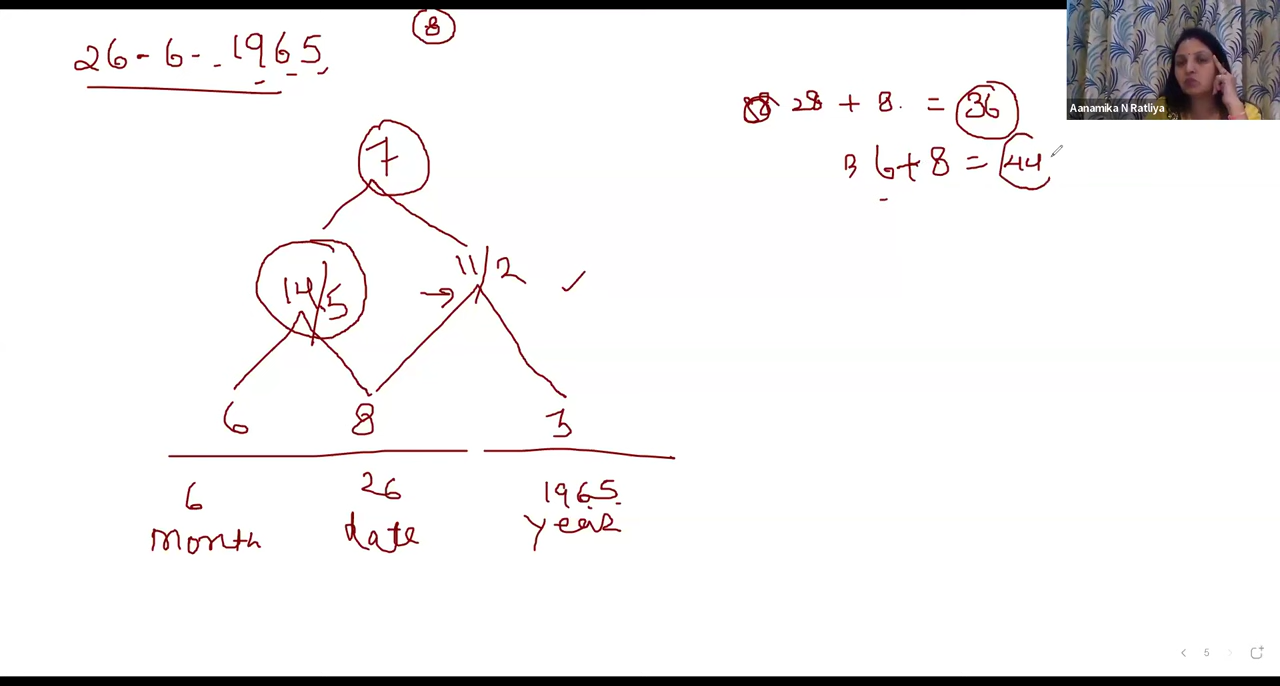 8
26-6-.1965
28 + 8. = 36
Aanamika N Ratliya
36+8=44
7
14/5
11/2
6 8 3
6 26 1965
Month date year
5